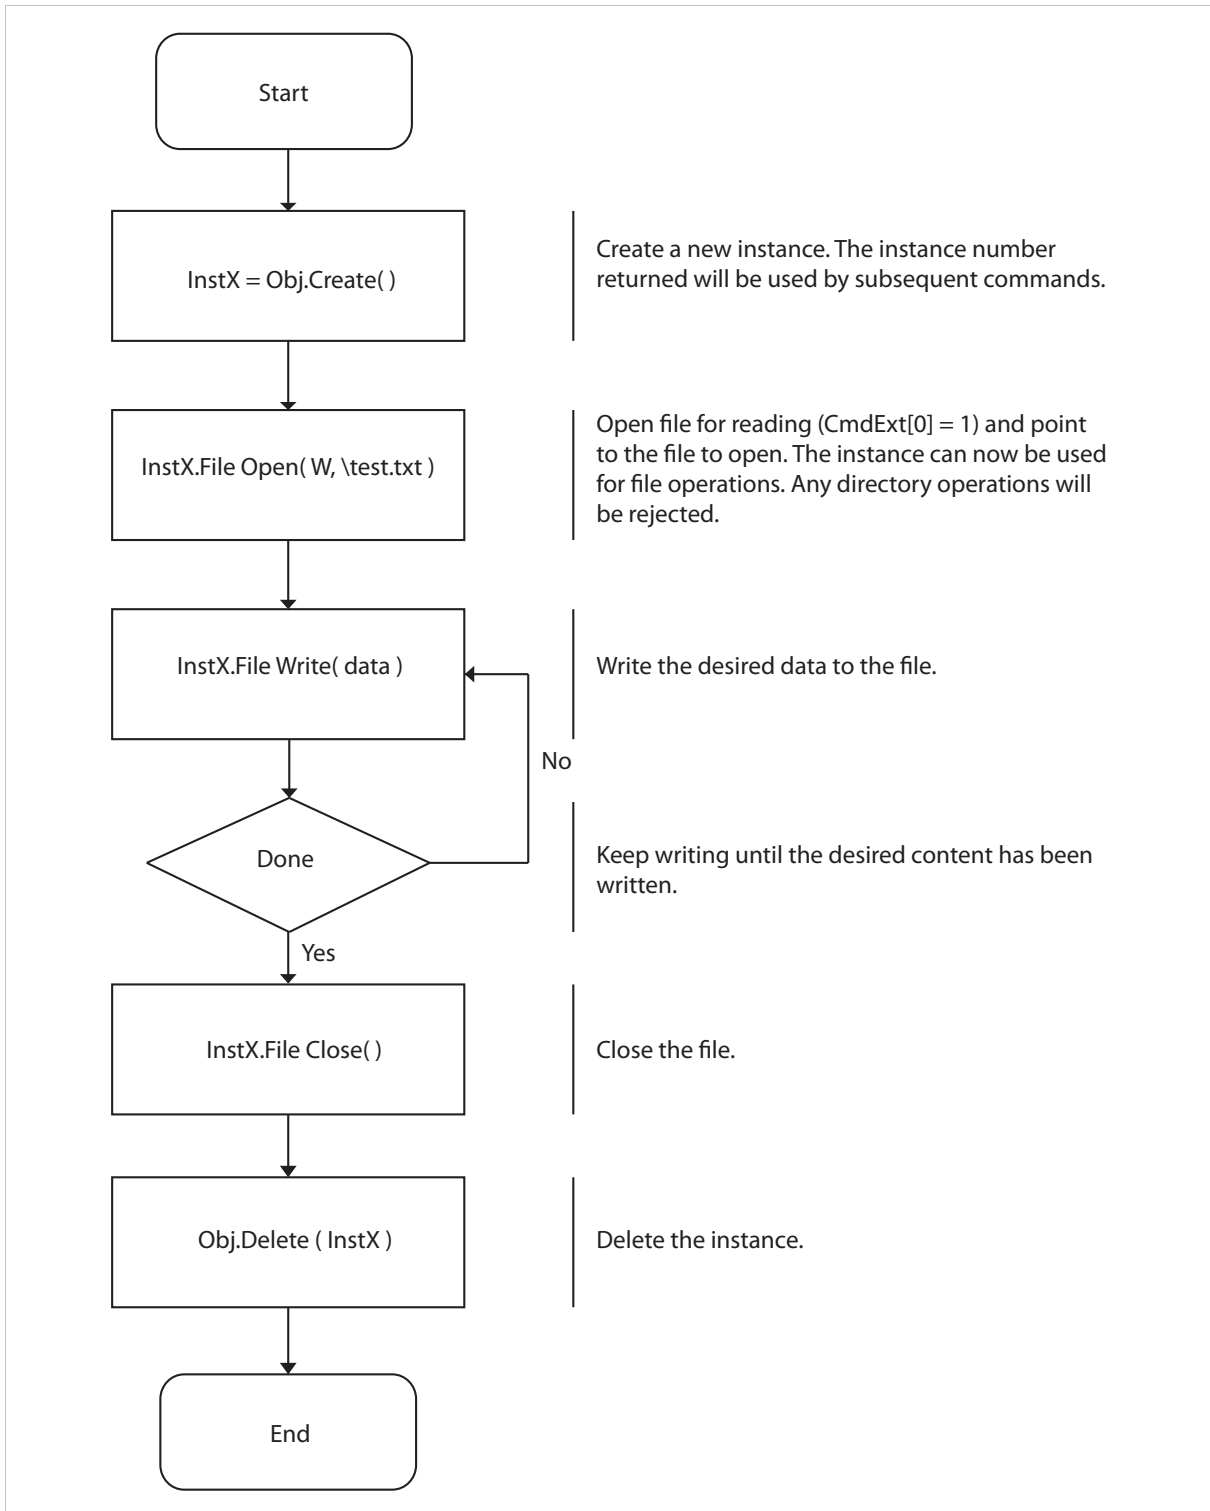 Start
InstX = Obj.Create( )
Create a new instance. The instance number
returned will be used by subsequent commands.
InstX.File Open( W, \test.txt )
Open file for reading (CmdExt[0] = 1) and point
to the file to open. The instance can now be used
for file operations. Any directory operations will
be rejected.
InstX.File Write( data )
Write the desired data to the file.
No
Done
Keep writing until the desired content has been
written.
Yes
InstX.File Close( )
Close the file.
Obj.Delete ( InstX )
Delete the instance.
End